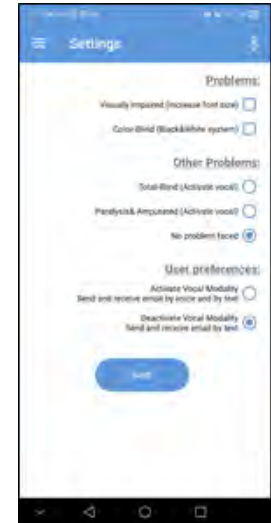 Settings
Problems:
Visually Impaired (Increase font size)
Color-Blind (Black&White system)
Other Problems:
Total-Blind (Activate vocal)
Paralysis& Amputated (Activate vocal)
No problem faced
User preferences:
Activate Vocal Modality
Send and receive email by voice and by text
Deactivate Vocal Modality
Send and receive email by text